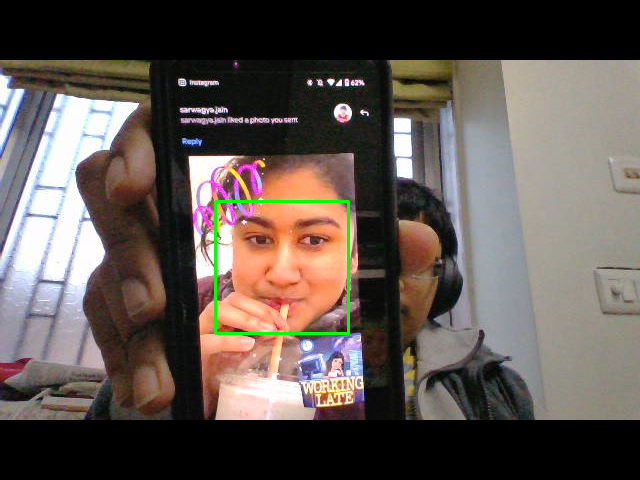 Instagram
62%
sarwagya.jain
sarwagya.jain liked a photo you sent
Reply
WORKING
LATE